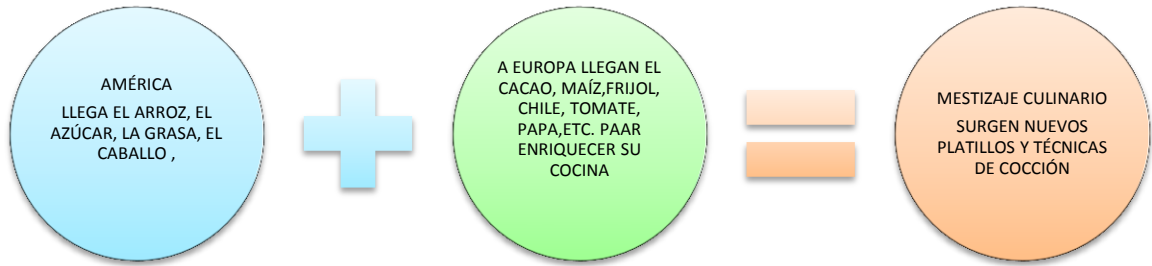 AMÉRICA
LLEGA EL ARROZ, EL
AZÚCAR, LA GRASA, EL
CABALLO ,
A EUROPA LLEGAN EL
CACAO, MAÍZ,FRIJOL,
CHILE, TOMATE,
PAPA,ETC. PAAR
ENRIQUECER SU
COCINA
MESTIZAJE CULINARIO
SURGEN NUEVOS
PLATILLOS Y TÉCNICAS
DE COCCIÓN